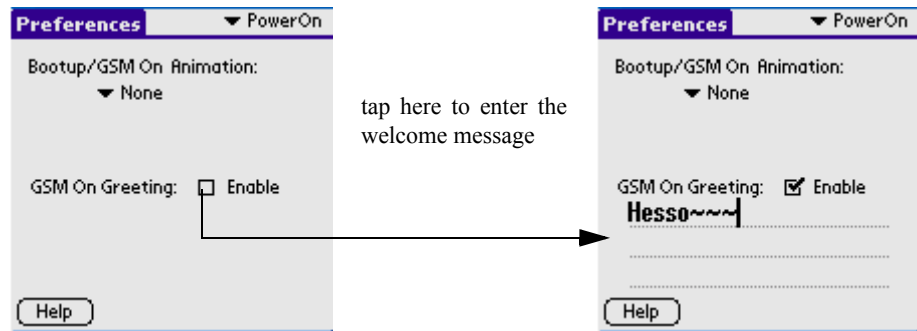 Preferences
PowerOn
Bootup/GSM On Animation:
None
GSM On Greeting:
Enable
Help
tap here to enter the
welcome message
Preferences
PowerOn
Bootup/GSM On Animation:
None
GSM On Greeting:
Enable
Hesso~~~
Help